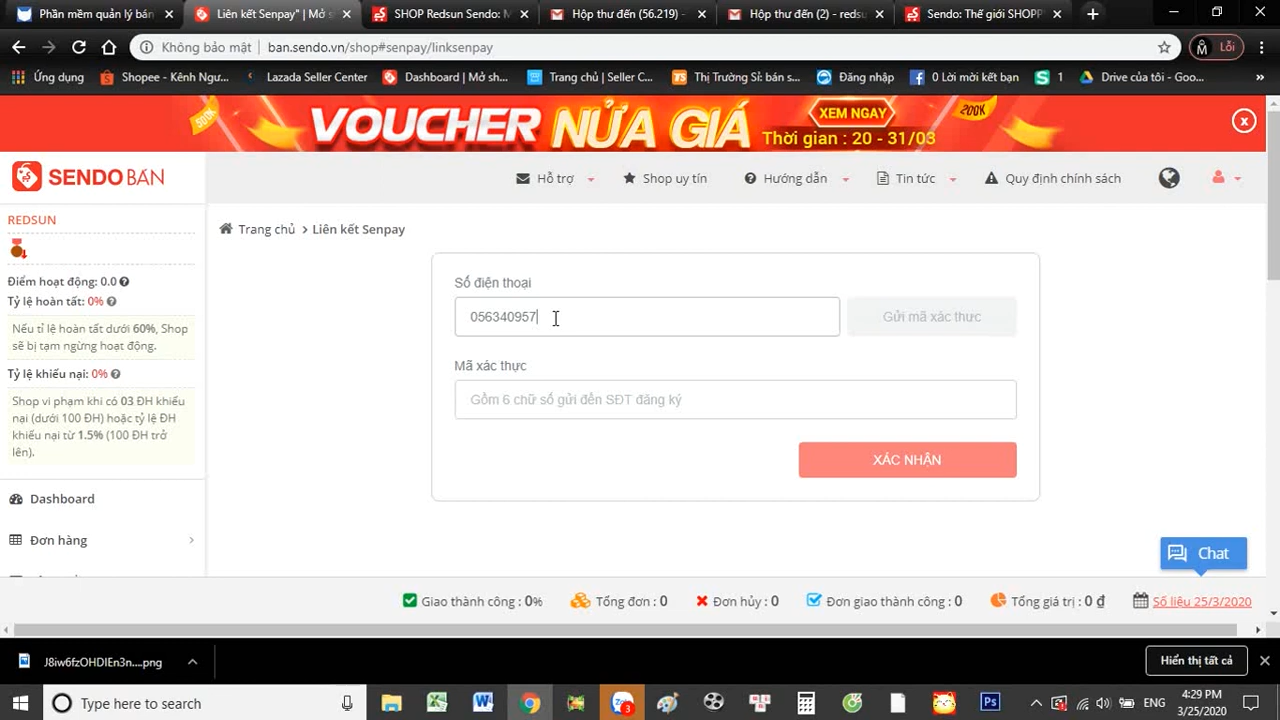 Phần mềm quản lý bán
Liên kết Senpay" | Mở s
SHOP Redsun Sendo: M
Hộp thư đến (56.219) -
Hộp thư đến (2) - redsu
Sendo: Thế giới SHOPP
Không bảo mật
ban.sendo.vn/shop#senpay/linksenpay
Lỗi
Ứng dụng
Shopee - Kênh Ngư...
Lazada Seller Center
Dashboard | Mở sh...
Trang chủ | Seller C...
Thị Trường Sỉ: bán s...
Đăng nhập
0 Lời mời kết bạn
1
Drive của tôi - Goo...
500K
VOUCHER NỬA GIÁ
XEM NGAY
200K
Thời gian : 20 - 31/03
SENDO BÁN
Hỗ trợ
Shop uy tín
Hướng dẫn
Tin tức
Quy định chính sách
REDSUN
Trang chủ > Liên kết Senpay
Điểm hoạt động: 0.0
Tỷ lệ hoàn tất: 0%
Nếu tỉ lệ hoàn tất dưới 60%, Shop
sẽ bị tạm ngừng hoạt động.
Tỷ lệ khiếu nại: 0%
Shop vi phạm khi có 03 ĐH khiếu
nại (dưới 100 ĐH) hoặc tỷ lệ ĐH
khiếu nại từ 1.5% (100 ĐH trở
lên).
Số điện thoại
056340957
Gửi mã xác thực
Mã xác thực
Gồm 6 chữ số gửi đến SĐT đăng ký
XÁC NHẬN
Dashboard
Đơn hàng
Chat
Giao thành công : 0%
Tổng đơn : 0
Đơn hủy : 0
Đơn giao thành công : 0
Tổng giá trị : 0 đ
Số liệu 25/3/2020
J8iw6fzOHDIEn3n....png
Hiển thị tất cả
Type here to search
3
ENG
4:29 PM
3/25/2020